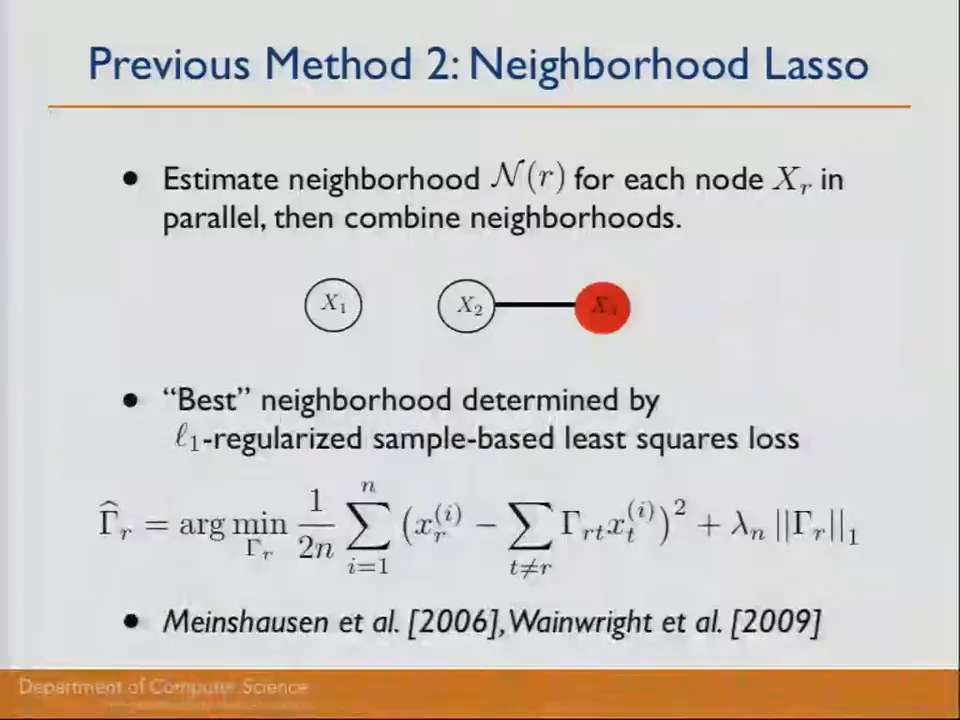 Previous Method 2: Neighborhood Lasso
• Estimate neighborhood 𝒩(r) for each node X_r in
parallel, then combine neighborhoods.
X_1 X_2
• “Best” neighborhood determined by
ℓ_1-regularized sample-based least squares loss
Γ̂_r = arg min_{Γ_r} 1/2n ∑_{i=1}^{n} (x_r^{(i)} − ∑_{t≠r} Γ_{rt}x_t^{(i)})^2 + λ_n ||Γ_r||_1
• Meinshausen et al. [2006], Wainwright et al. [2009]
Department of Computer Science